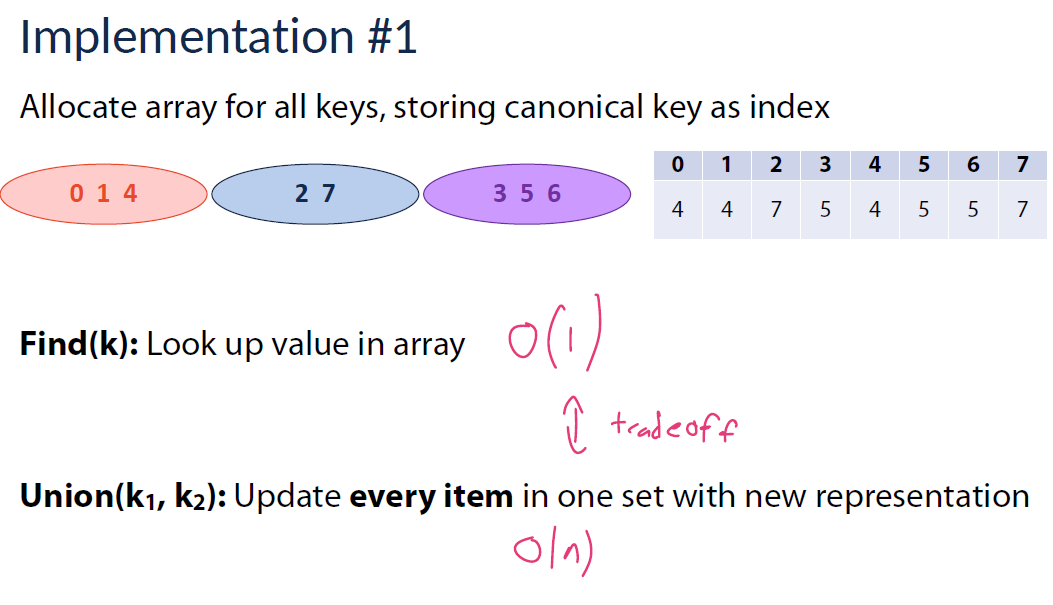 Implementation #1
Allocate array for all keys, storing canonical key as index
0 1 4
2 7
3 5 6
0 1 2 3 4 5 6 7
4 4 7 5 4 5 5 7
Find(k): Look up value in array O(1)
tradeoff
Union(k₁, k₂): Update every item in one set with new representation
O(n)